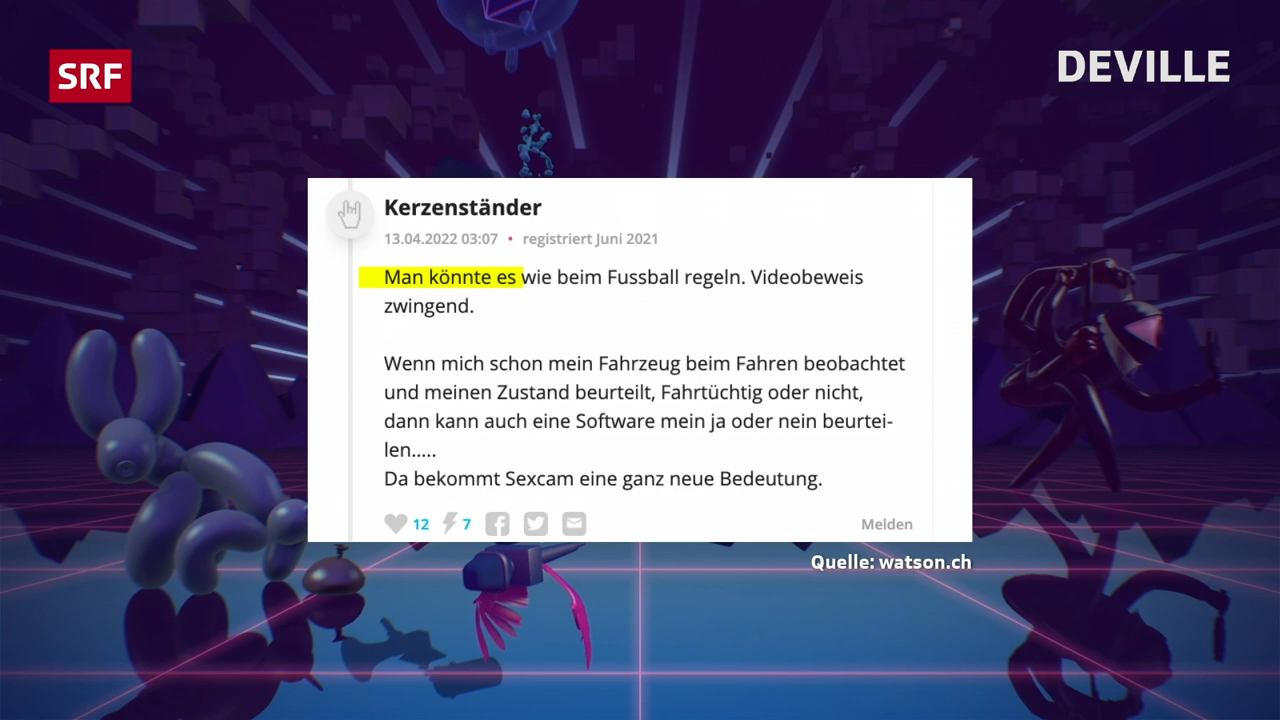 SRF
DEVILLE
Kerzenständer
13.04.2022 03:07 • registriert Juni 2021
Man könnte es wie beim Fussball regeln. Videobeweis
zwingend.
Wenn mich schon mein Fahrzeug beim Fahren beobachtet
und meinen Zustand beurteilt, Fahrtüchtig oder nicht,
dann kann auch eine Software mein ja oder nein beurtei-
len.....
Da bekommt Sexcam eine ganz neue Bedeutung.
12 7
Melden
Quelle: watson.ch